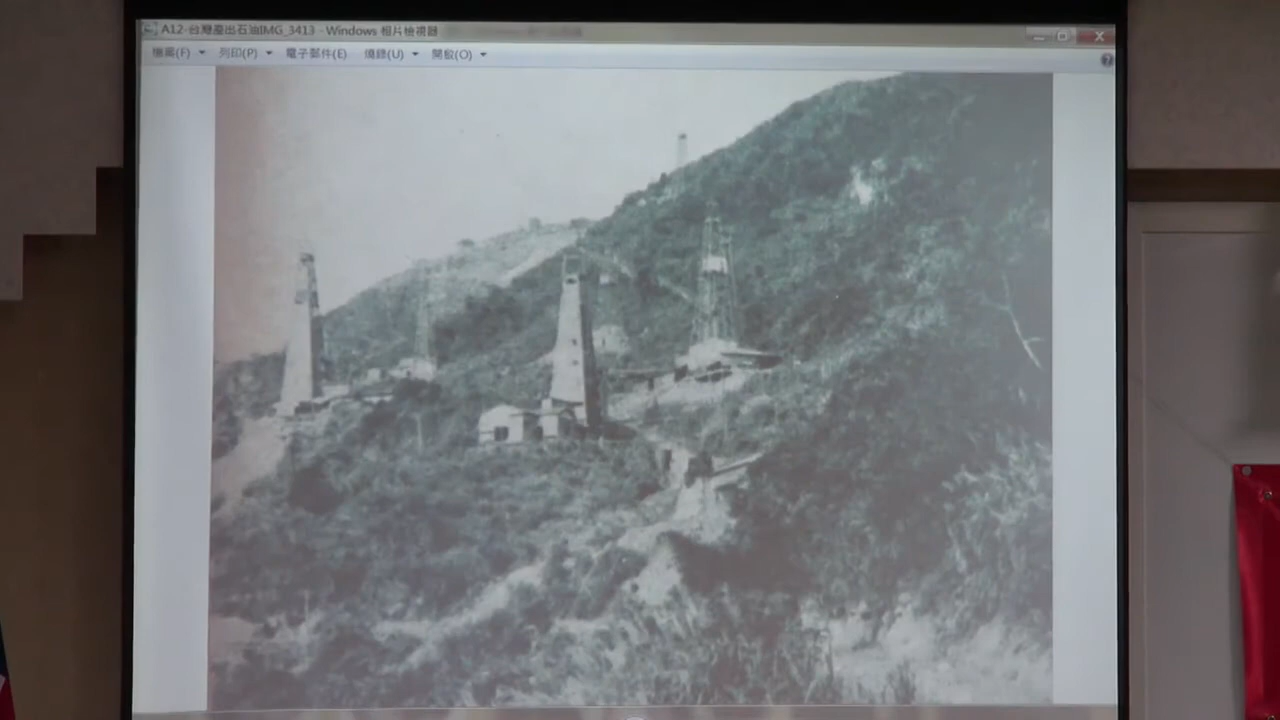 A12-台灣產出石油IMG_3413 - Windows 相片檢視器
檔案(F) 列印(P) 電子郵件(E) 燒錄(U) 開啟(O)